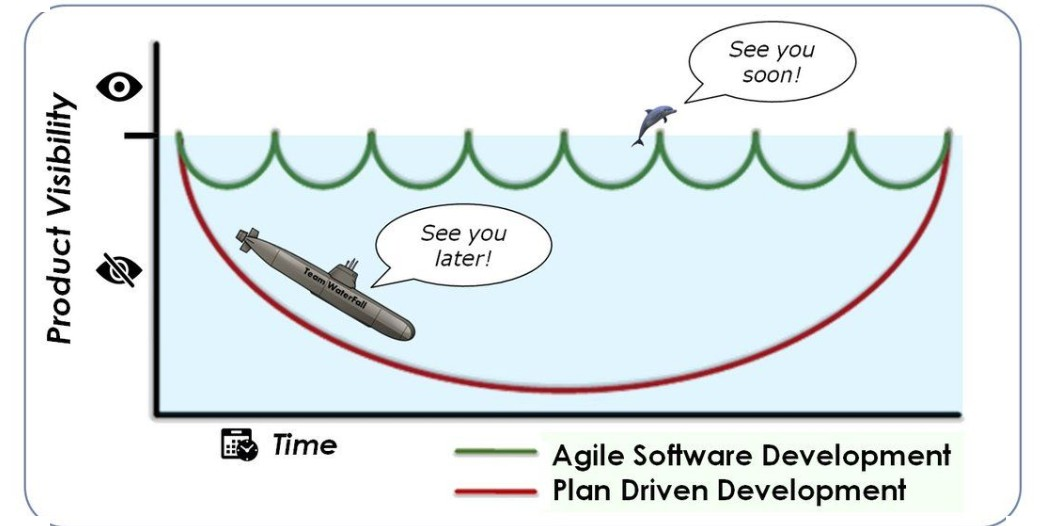 See you
soon!
Product Visibility
See you
later!
Team WaterFall
Time
Agile Software Development
Plan Driven Development